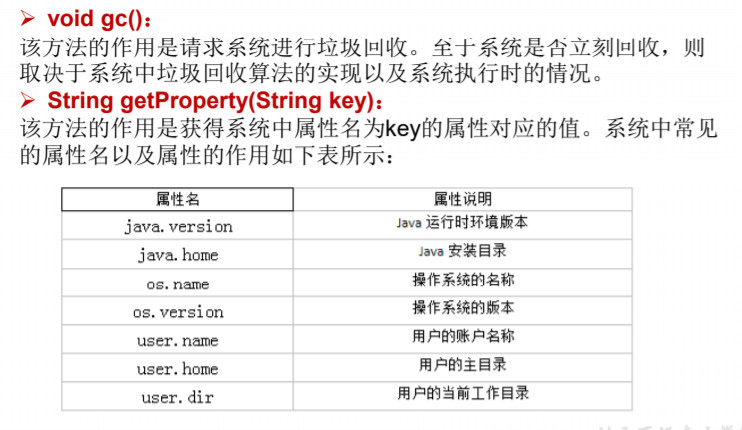 ➢ void gc():
该方法的作用是请求系统进行垃圾回收。至于系统是否立刻回收，则
取决于系统中垃圾回收算法的实现以及系统执行时的情况。
➢ String getProperty(String key):
该方法的作用是获得系统中属性名为key的属性对应的值。系统中常见
的属性名以及属性的作用如下表所示：
属性名 属性说明
java.version Java 运行时环境版本
java.home Java 安装目录
os.name 操作系统的名称
os.version 操作系统的版本
user.name 用户的账户名称
user.home 用户的主目录
user.dir 用户的当前工作目录